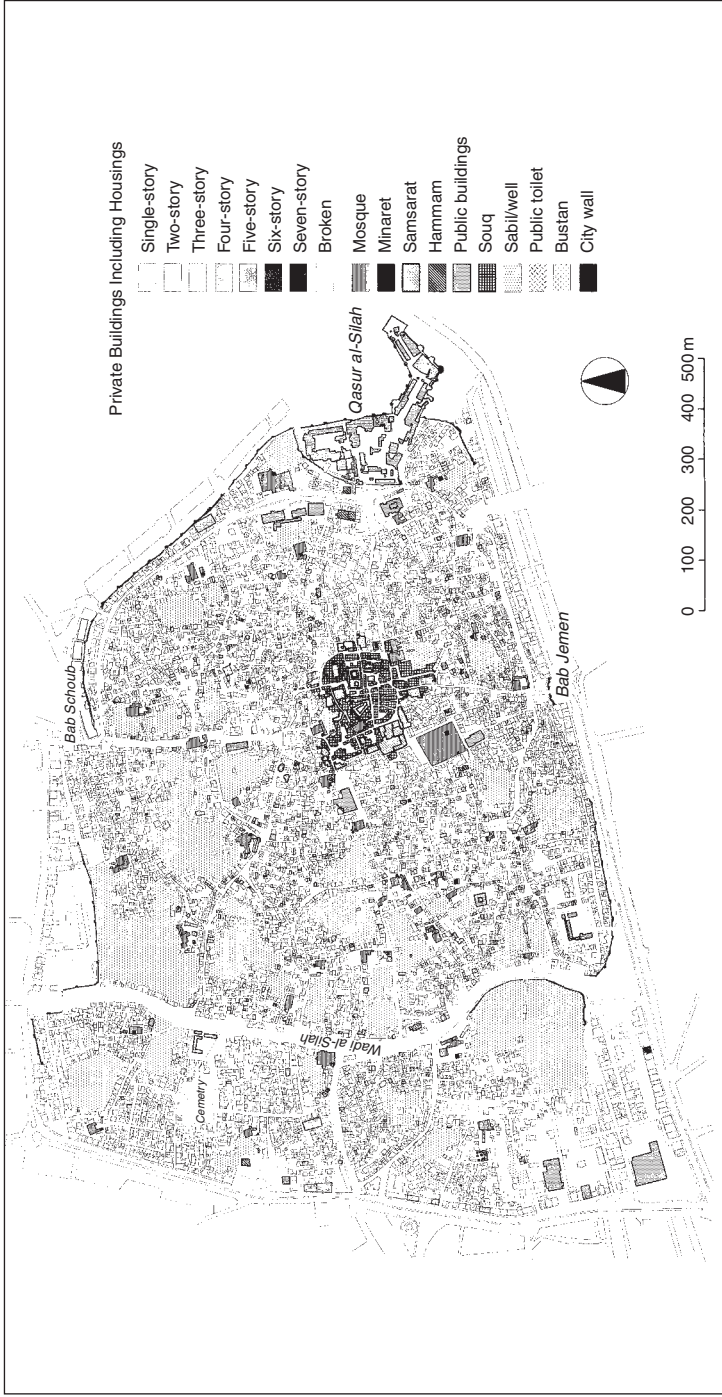 Private Buildings Including Housings
Single-story
Two-story
Three-story
Four-story
Five-story
Six-story
Seven-story
Broken
Mosque
Minaret
Samsarat
Hammam
Public buildings
Souq
Sabil/well
Public toilet
Bustan
City wall
Bab Schoub
Qasur al-Silah
Cemetry
Wadi al-Silah
Bab Jemen
0 100 200 300 400 500 m